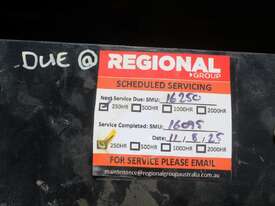 DUE @
REGIONAL
GROUP
SCHEDULED SERVICING
Next Service Due: SMU: 16250
250HR 500HR 1000HR 2000HR
Service Completed: SMU: 16095
Date: 11/8/25
250HR 500HR 1000HR 2000HR
FOR SERVICE PLEASE EMAIL
maintenance@regionalgroupaustralia.com.au